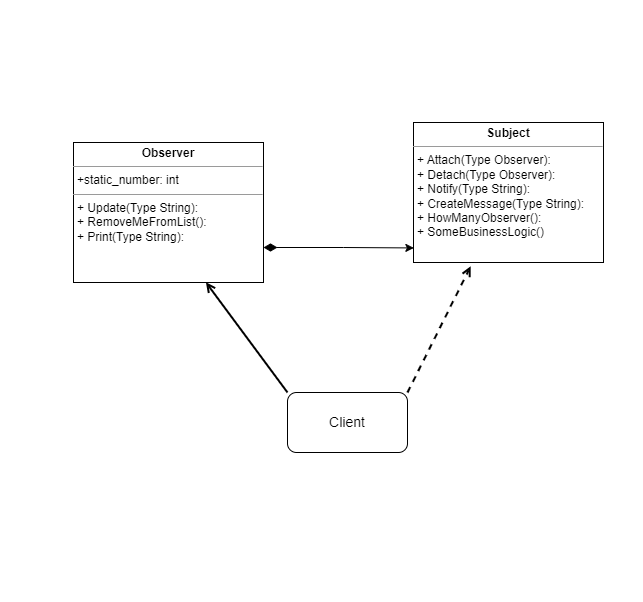 Observer
+static_number: int
+ Update(Type String):
+ RemoveMeFromList():
+ Print(Type String):
Subject
+ Attach(Type Observer):
+ Detach(Type Observer):
+ Notify(Type String):
+ CreateMessage(Type String):
+ HowManyObserver():
+ SomeBusinessLogic()
Client